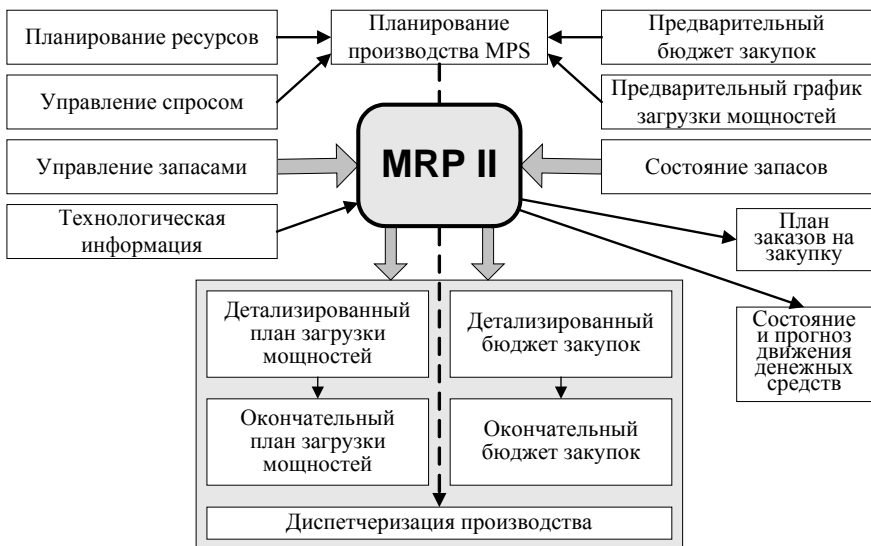 Планирование ресурсов
Планирование
производства MPS
Предварительный
бюджет закупок
Управление спросом
Предварительный график
загрузки мощностей
Управление запасами
MRP II
Состояние запасов
Технологическая
информация
План
заказов на
закупку
Детализированный
план загрузки
мощностей
Детализированный
бюджет закупок
Состояние
и прогноз
движения
денежных
средств
Окончательный
план загрузки
мощностей
Окончательный
бюджет закупок
Диспетчеризация производства